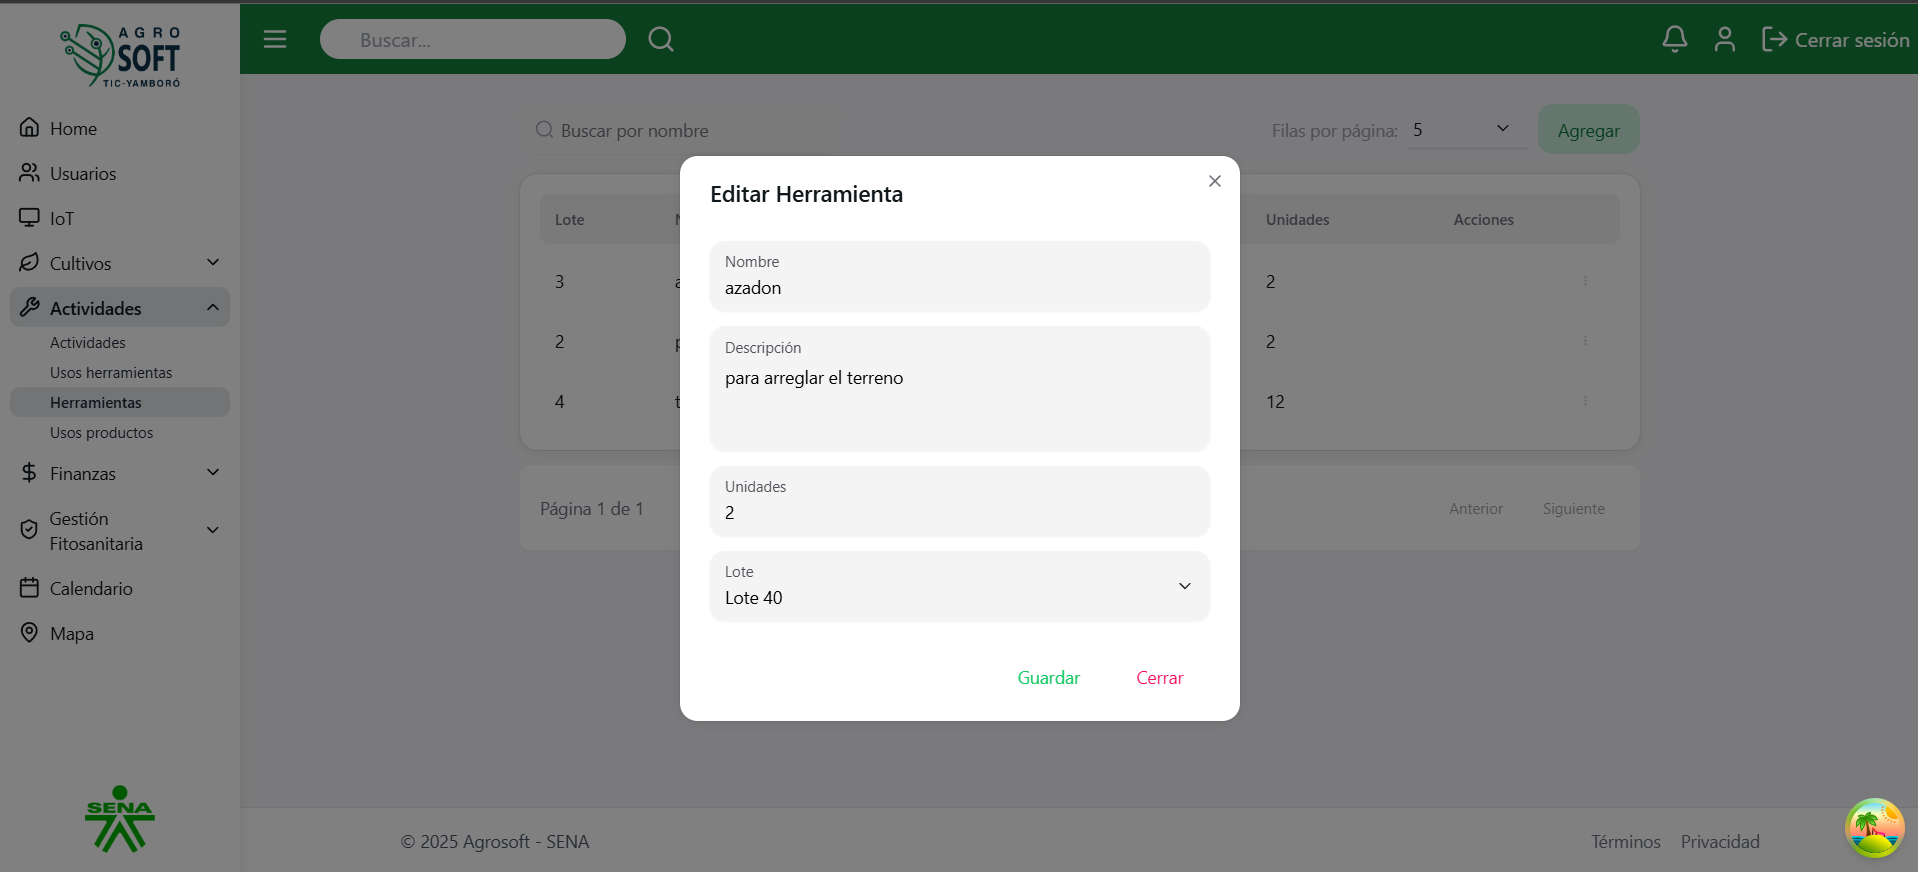 AGRO
SOFT
TIC-YAMBORÓ
Buscar...
Cerrar sesión
Home
Usuarios
IoT
Cultivos
Actividades
Actividades
Usos herramientas
Herramientas
Usos productos
Finanzas
Gestión
Fitosanitaria
Calendario
Mapa
SENA
Buscar por nombre
Filas por página: 5
Agregar
Lote Unidades Acciones
3 2
2 2
4 12
Página 1 de 1
Anterior Siguiente
Editar Herramienta
Nombre
azadon
Descripción
para arreglar el terreno
Unidades
2
Lote
Lote 40
Guardar Cerrar
© 2025 Agrosoft - SENA
Términos Privacidad